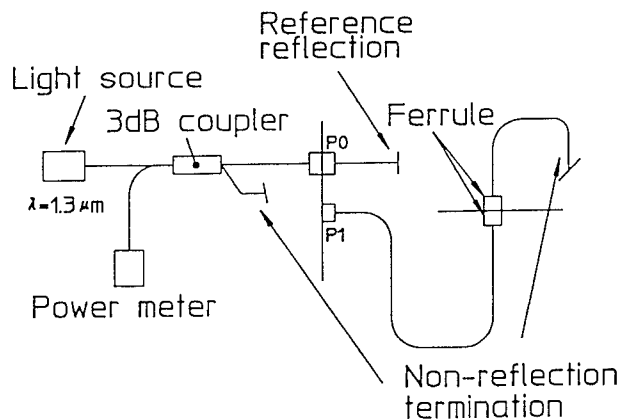 Reference
reflection
Light source
3dB coupler
Ferrule
P0
λ=1.3 μm
P1
Power meter
Non-reflection
termination